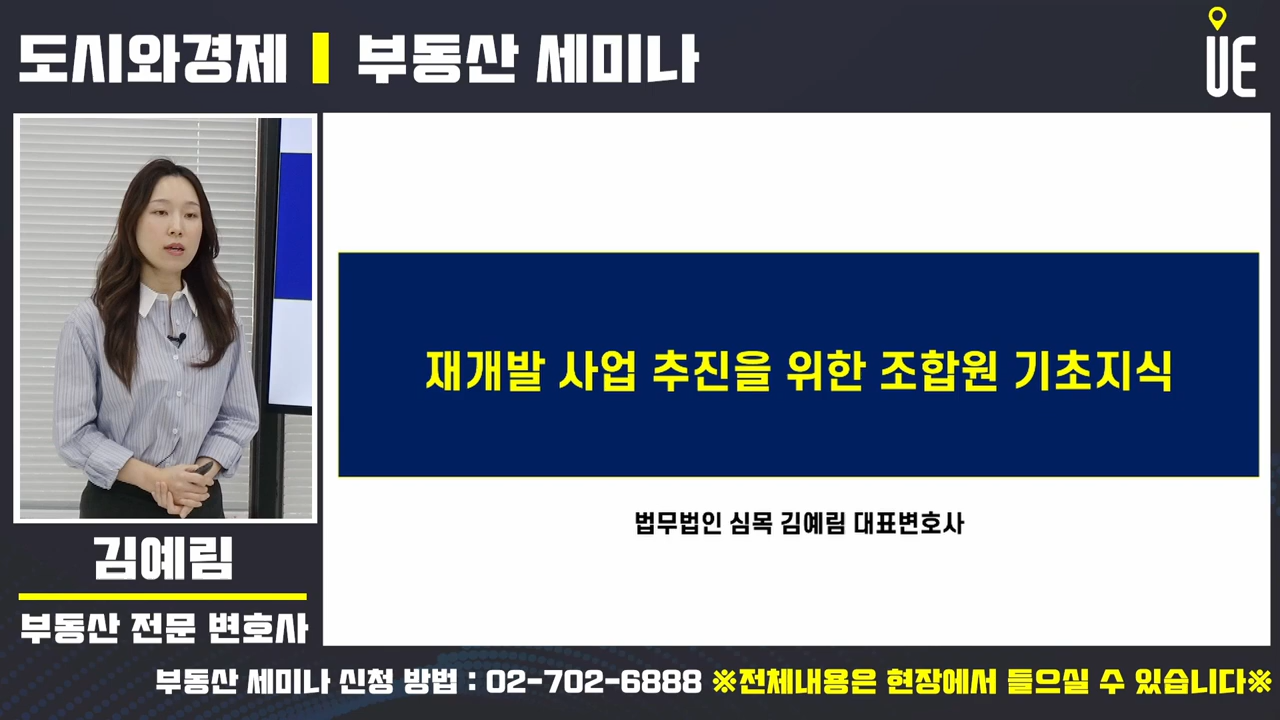 도시와경제 부동산 세미나
UE
재개발 사업 추진을 위한 조합원 기초지식
법무법인 심목 김예림 대표변호사
김예림
부동산 전문 변호사
부동산 세미나 신청 방법 : 02-702-6888 ※전체내용은 현장에서 들으실 수 있습니다※